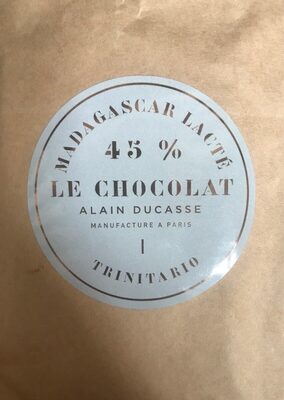 MADAGASCAR LACTÉ
45 %
LE CHOCOLAT
ALAIN DUCASSE
MANUFACTURE A PARIS
TRINITARIO